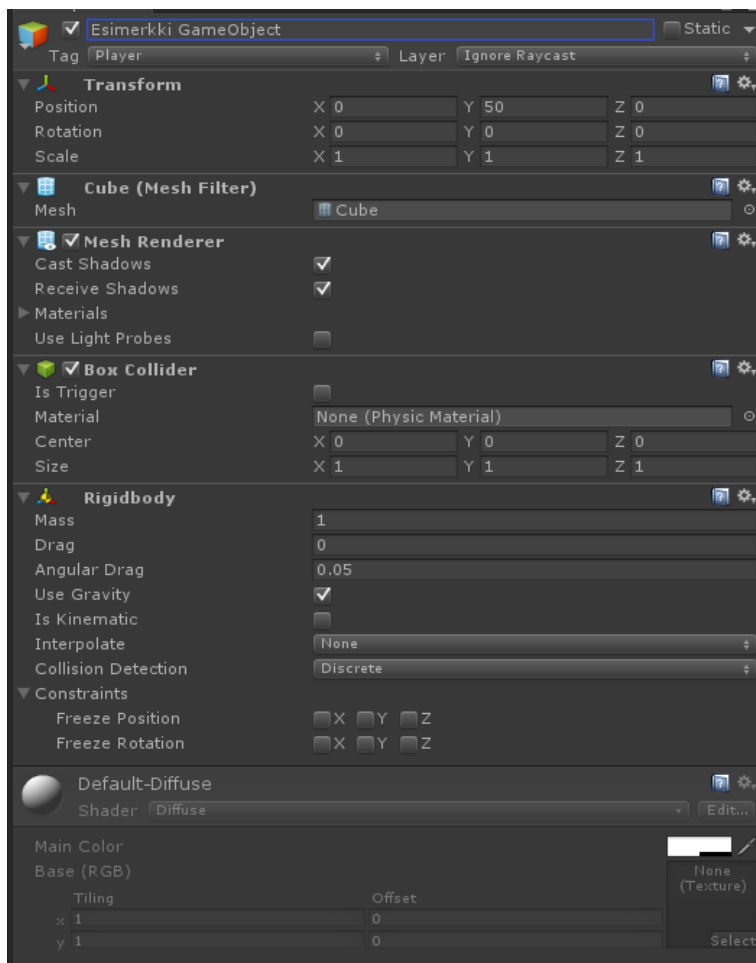 Esimerkki GameObject Static
Tag Player Layer Ignore Raycast
Transform
Position X 0 Y 50 Z 0
Rotation X 0 Y 0 Z 0
Scale X 1 Y 1 Z 1
Cube (Mesh Filter)
Mesh Cube
Mesh Renderer
Cast Shadows
Receive Shadows
Materials
Use Light Probes
Box Collider
Is Trigger
Material None (Physic Material)
Center X 0 Y 0 Z 0
Size X 1 Y 1 Z 1
Rigidbody
Mass 1
Drag 0
Angular Drag 0.05
Use Gravity
Is Kinematic
Interpolate None
Collision Detection Discrete
Constraints
Freeze Position X Y Z
Freeze Rotation X Y Z
Default-Diffuse
Shader Diffuse Edit...
Main Color
Base (RGB) None
(Texture)
Tiling Offset
x 1 0
y 1 0 Select